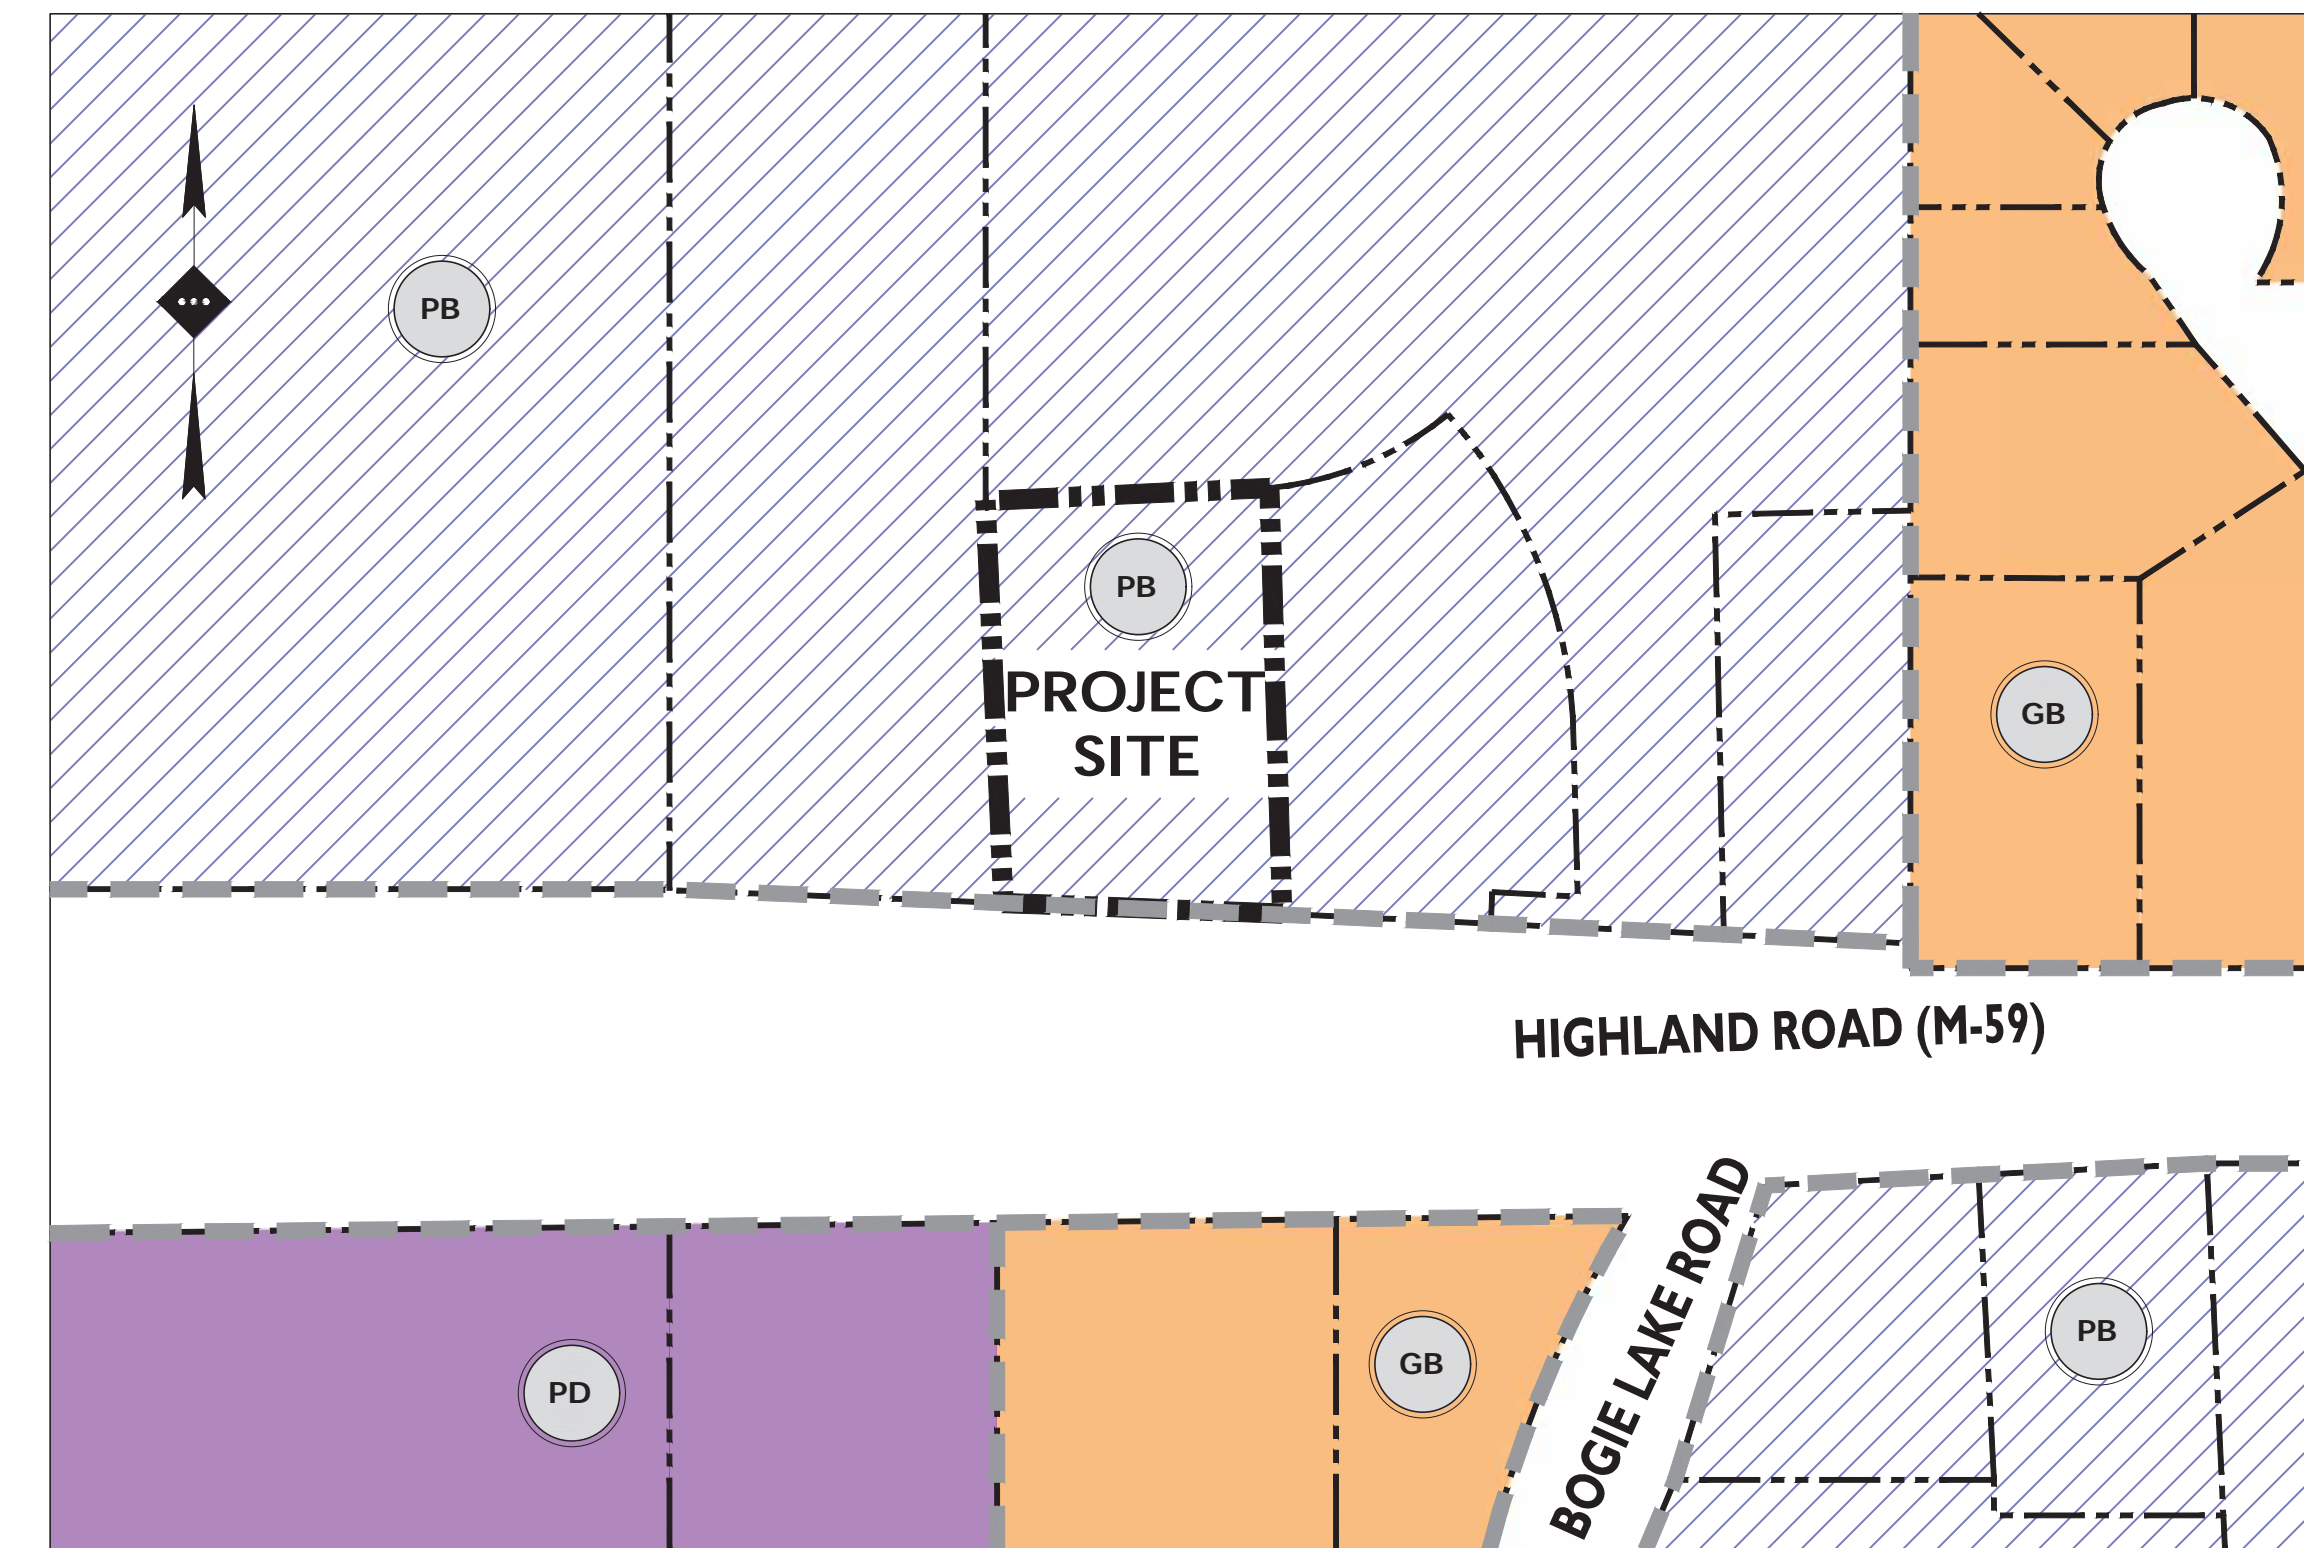 PB
PB
PROJECT
SITE
GB
HIGHLAND ROAD (M-59)
BOGIE LAKE ROAD
PB
GB
PD